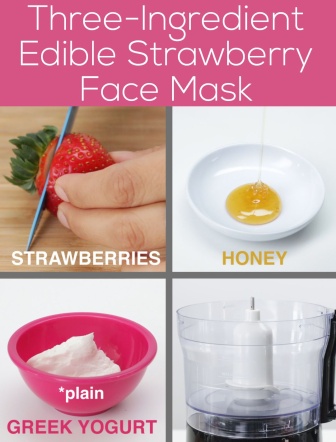 Three-Ingredient
Edible Strawberry
Face Mask
STRAWBERRIES
HONEY
*plain
GREEK YOGURT